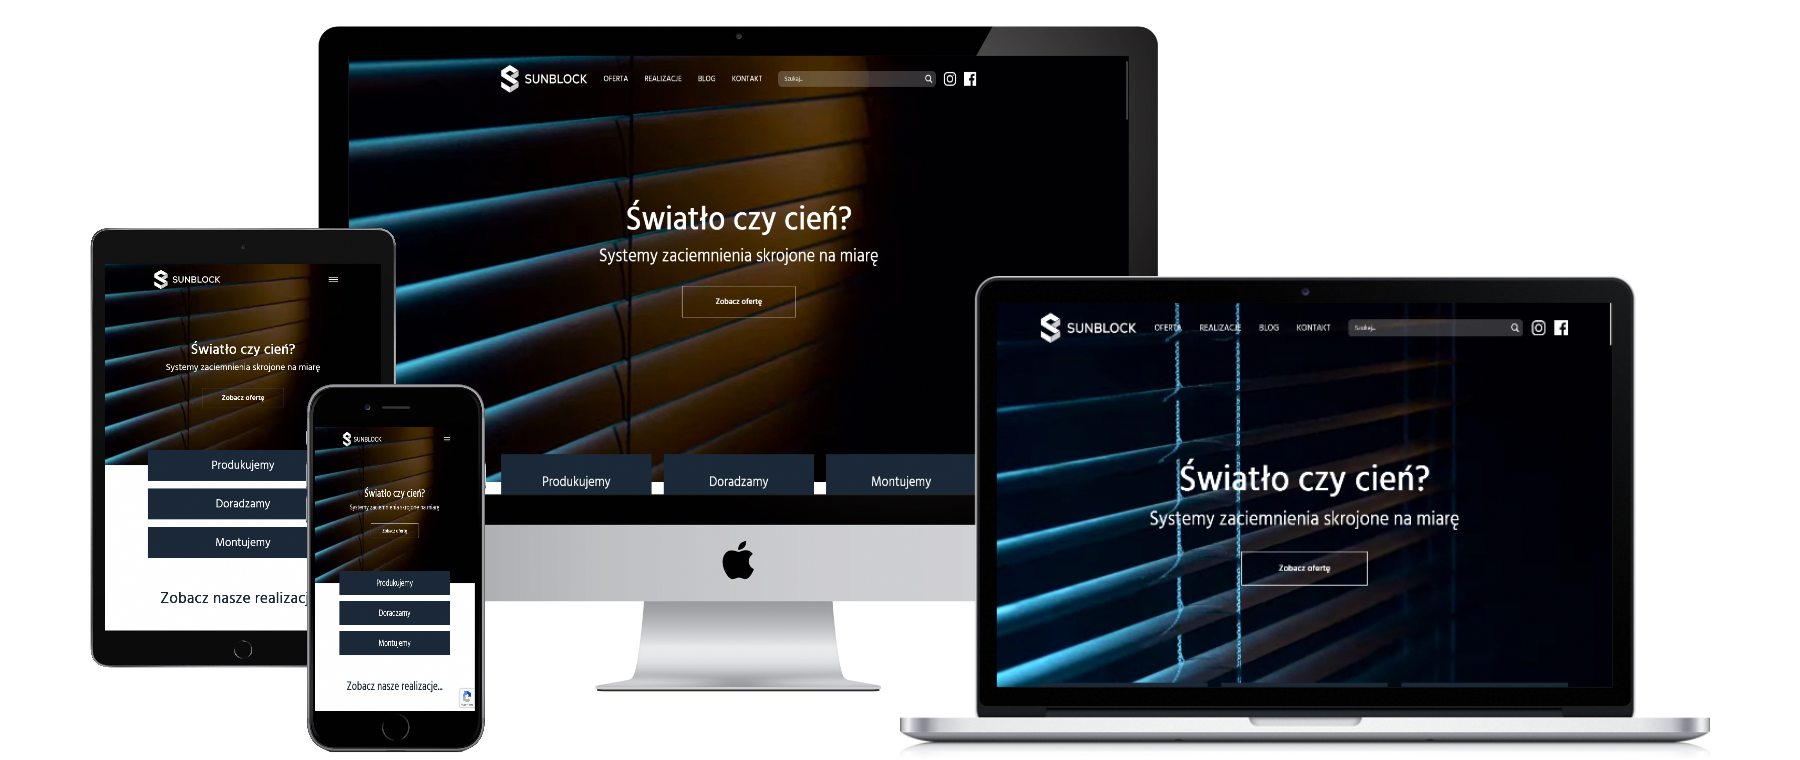 SUNBLOCK OFERTA REALIZACJE BLOG KONTAKT Szukaj...
Światło czy cień?
Systemy zaciemnienia skrojone na miarę
Zobacz ofertę
Produkujemy Doradzamy Montujemy
SUNBLOCK
Światło czy cień?
Systemy zaciemnienia skrojone na miarę
Zobacz ofertę
Produkujemy
Doradzamy
Montujemy
Zobacz nasze realizacj
SUNBLOCK
Światło czy cień?
Systemy zaciemnienia skrojone na miarę
Zobacz ofertę
Produkujemy
Doradzamy
Montujemy
Zobacz nasze realizacje...
SUNBLOCK OFERTA REALIZACJE BLOG KONTAKT Szukaj...
Światło czy cień?
Systemy zaciemnienia skrojone na miarę
Zobacz ofertę